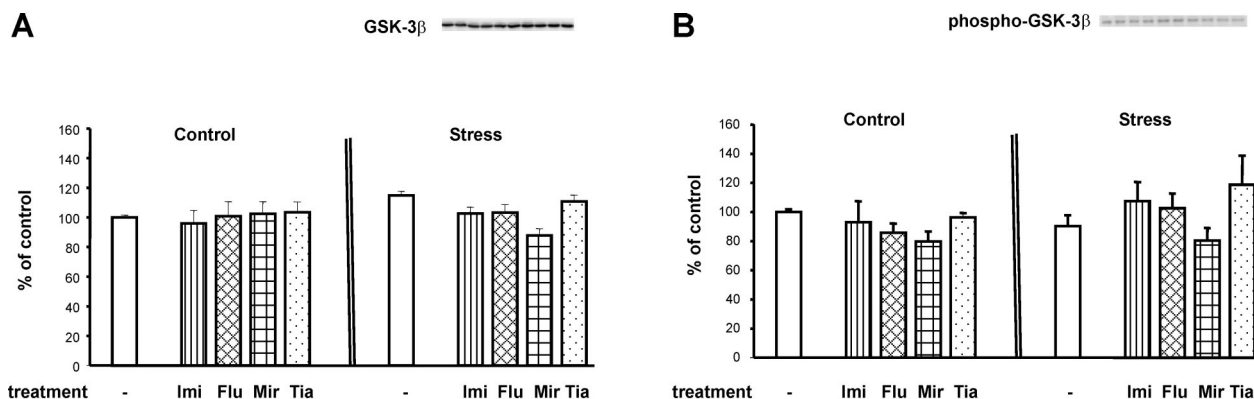 A
GSK-3β
Control
Stress
% of control
160
140
120
100
80
60
40
20
0
treatment - Imi Flu Mir Tia - Imi Flu Mir Tia
B
phospho-GSK-3β
Control
Stress
% of control
160
140
120
100
80
60
40
20
0
treatment - Imi Flu Mir Tia - Imi Flu Mir Tia